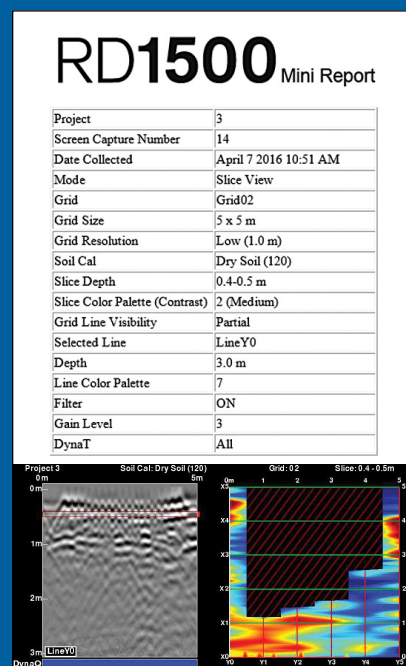 RD1500 Mini Report
Project 3
Screen Capture Number 14
Date Collected April 7 2016 10:51 AM
Mode Slice View
Grid Grid02
Grid Size 5 x 5 m
Grid Resolution Low (1.0 m)
Soil Cal Dry Soil (120)
Slice Depth 0.4-0.5 m
Slice Color Palette (Contrast) 2 (Medium)
Grid Line Visibility Partial
Selected Line LineY0
Depth 3.0 m
Line Color Palette 7
Filter ON
Gain Level 3
DynaT All
Project 3 Soil Cal: Dry Soil (120) Grid: 02 Slice: 0.4 - 0.5m
0m 5m
0m
1m
2m
3m
LineY0
DynaQ
0m 1 2 3 4 5
X5 5
X4 4
X3 3
X2 2
X1 1
X0 0
Y0 Y1 Y2 Y3 Y4 Y5